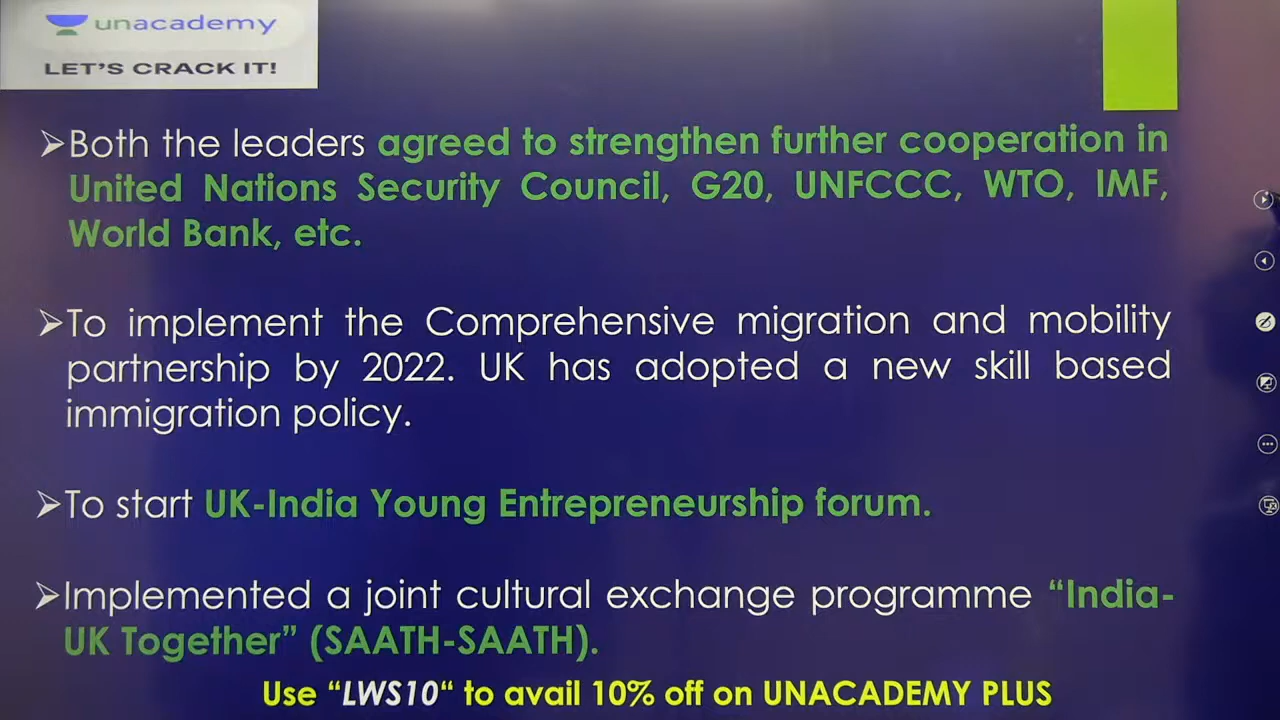 unacademy
LET'S CRACK IT!
➢Both the leaders agreed to strengthen further cooperation in
United Nations Security Council, G20, UNFCCC, WTO, IMF,
World Bank, etc.
➢To implement the Comprehensive migration and mobility
partnership by 2022. UK has adopted a new skill based
immigration policy.
➢To start UK-India Young Entrepreneurship forum.
➢Implemented a joint cultural exchange programme “India-
UK Together” (SAATH-SAATH).
Use “LWS10“ to avail 10% off on UNACADEMY PLUS